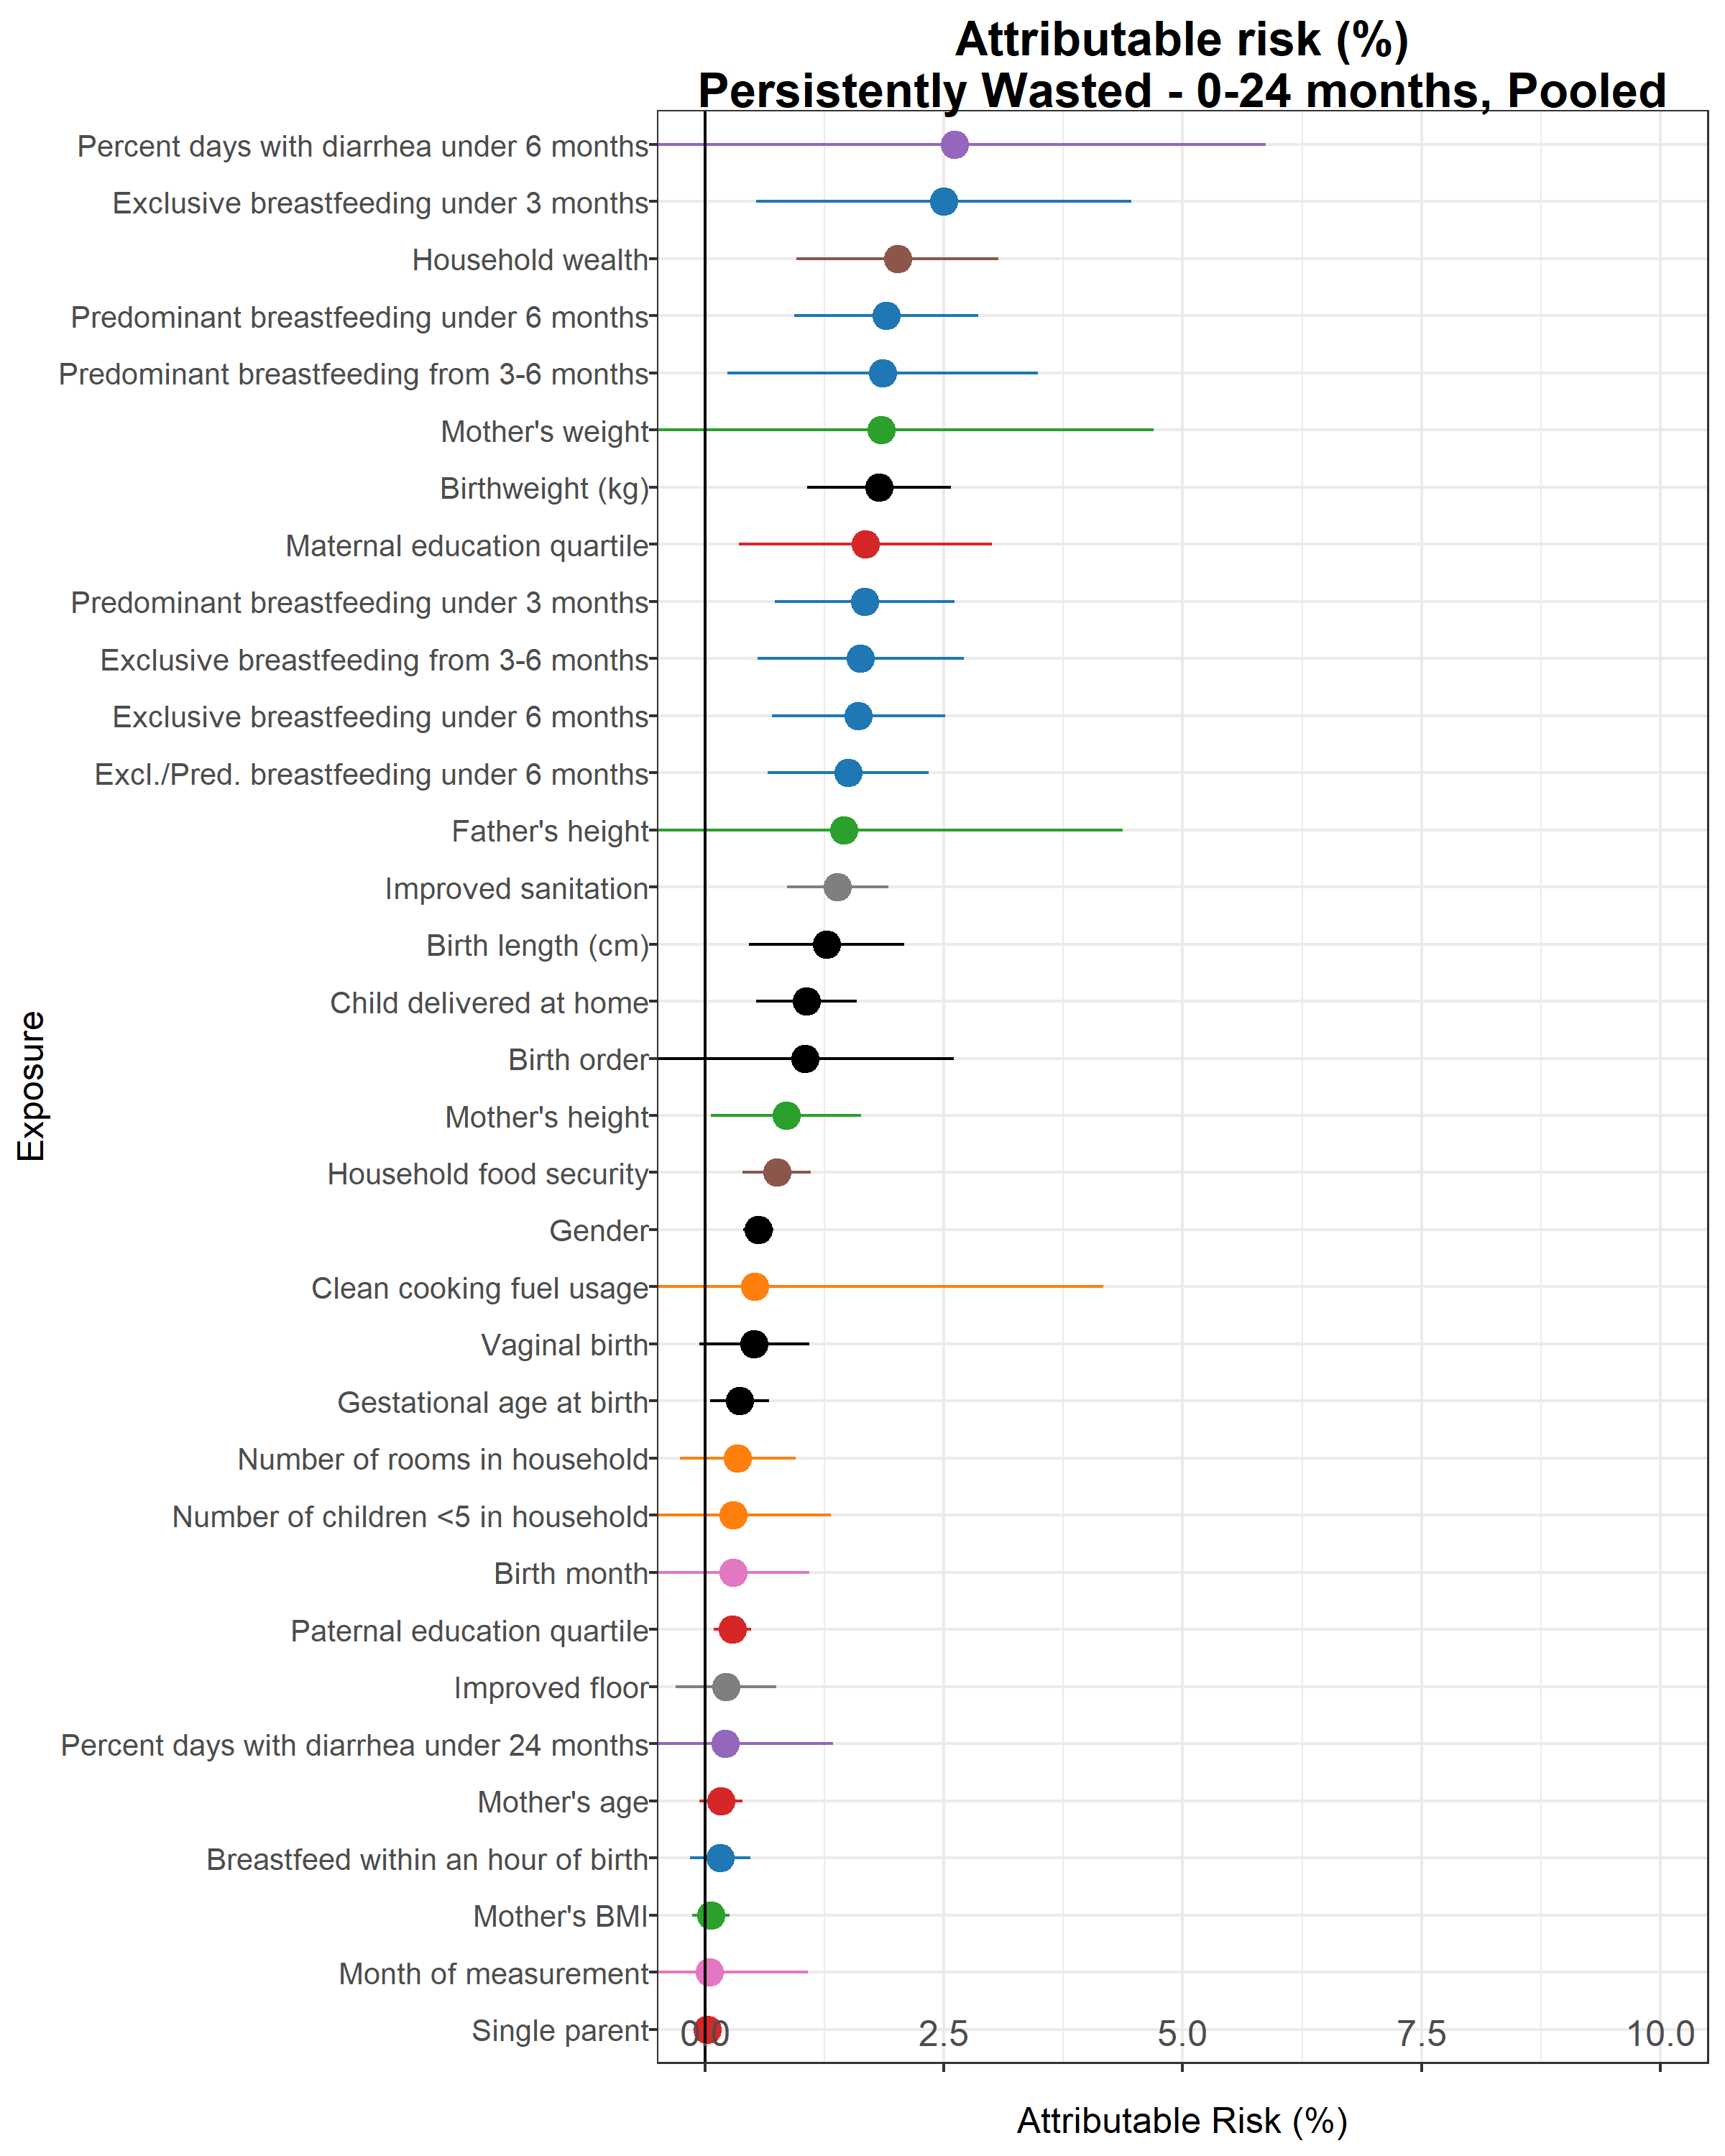 Attributable risk (%)
Persistently Wasted - 0-24 months, Pooled
Percent days with diarrhea under 6 months
Exclusive breastfeeding under 3 months
Household wealth
Predominant breastfeeding under 6 months
Predominant breastfeeding from 3-6 months
Mother's weight
Birthweight (kg)
Maternal education quartile
Predominant breastfeeding under 3 months
Exclusive breastfeeding from 3-6 months
Exclusive breastfeeding under 6 months
Excl./Pred. breastfeeding under 6 months
Father's height
Improved sanitation
Birth length (cm)
Child delivered at home
Birth order
Mother's height
Household food security
Gender
Clean cooking fuel usage
Vaginal birth
Gestational age at birth
Number of rooms in household
Number of children <5 in household
Birth month
Paternal education quartile
Improved floor
Percent days with diarrhea under 24 months
Mother's age
Breastfeed within an hour of birth
Mother's BMI
Month of measurement
Single parent
Exposure
0.0 2.5 5.0 7.5 10.0
Attributable Risk (%)